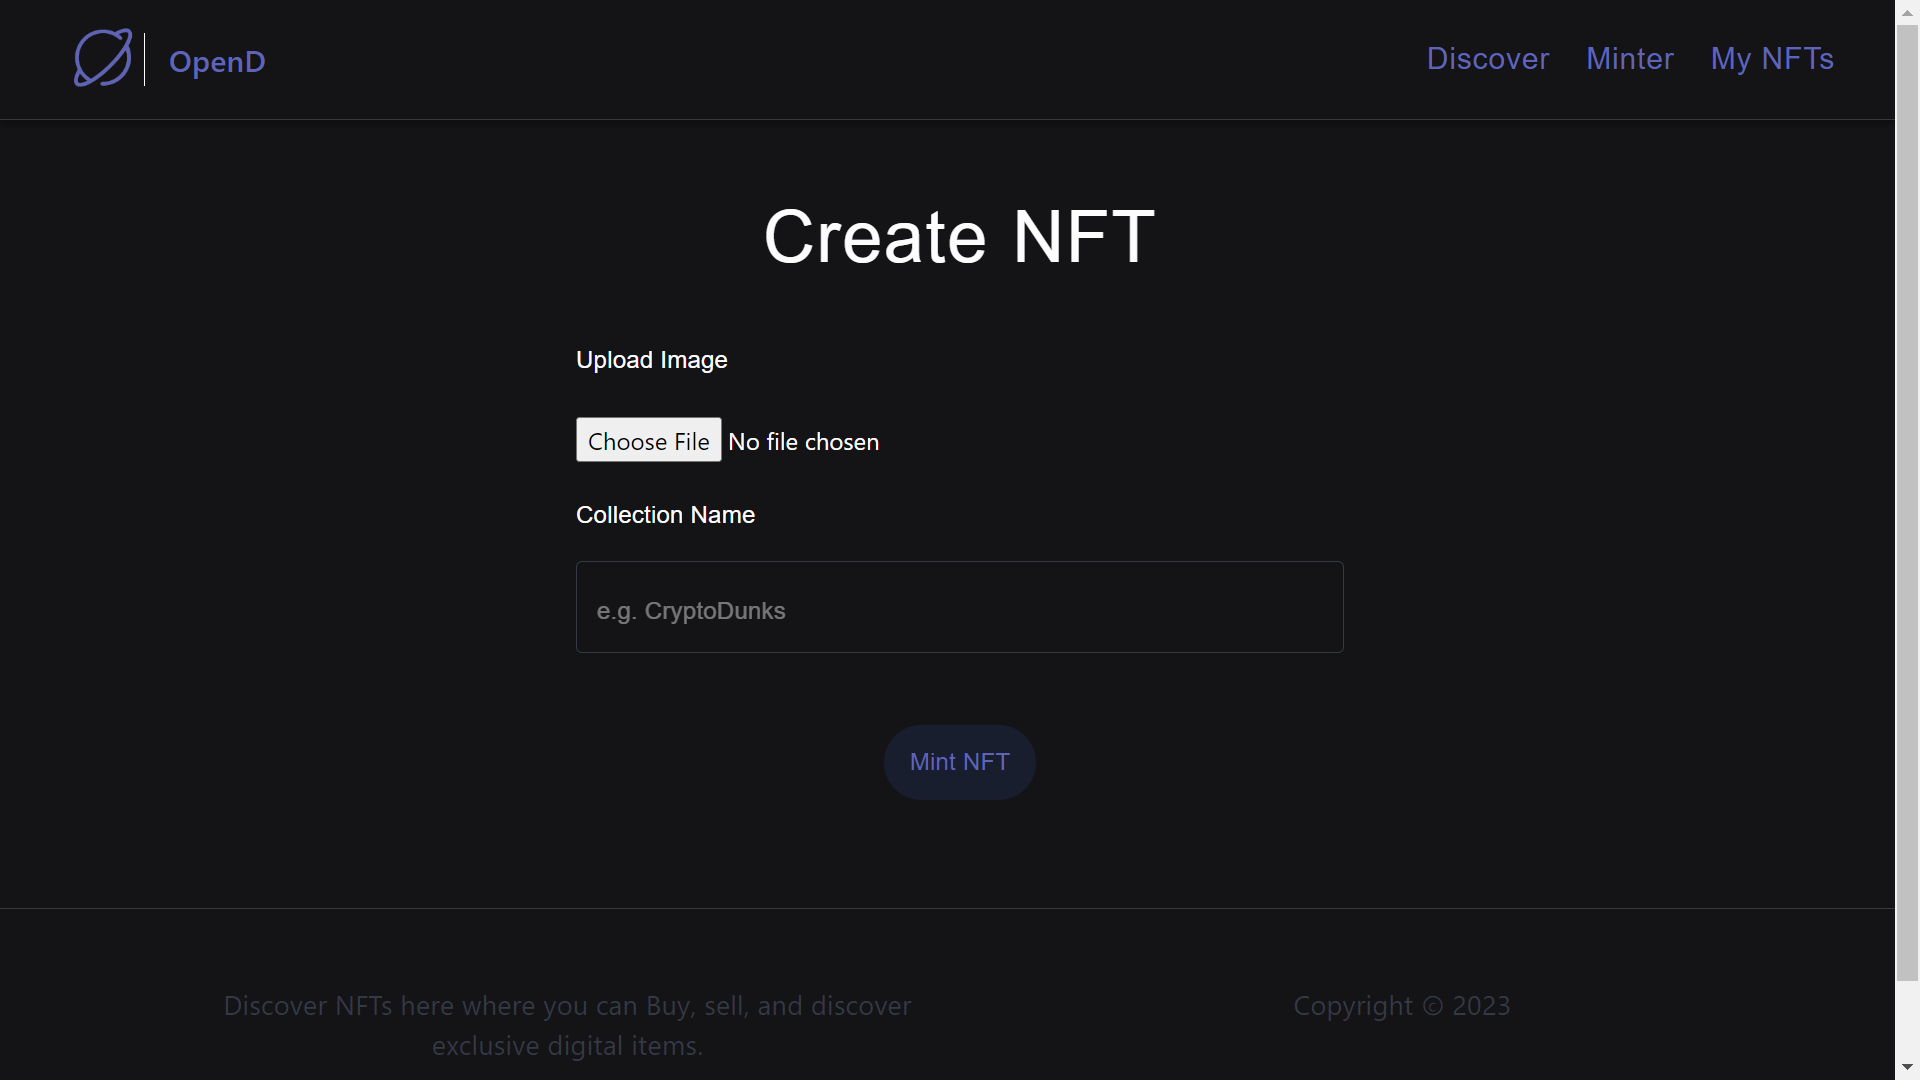 OpenD
Discover Minter My NFTs
Create NFT
Upload Image
Choose File No file chosen
Collection Name
e.g. CryptoDunks
Mint NFT
Discover NFTs here where you can Buy, sell, and discover
exclusive digital items.
Copyright © 2023